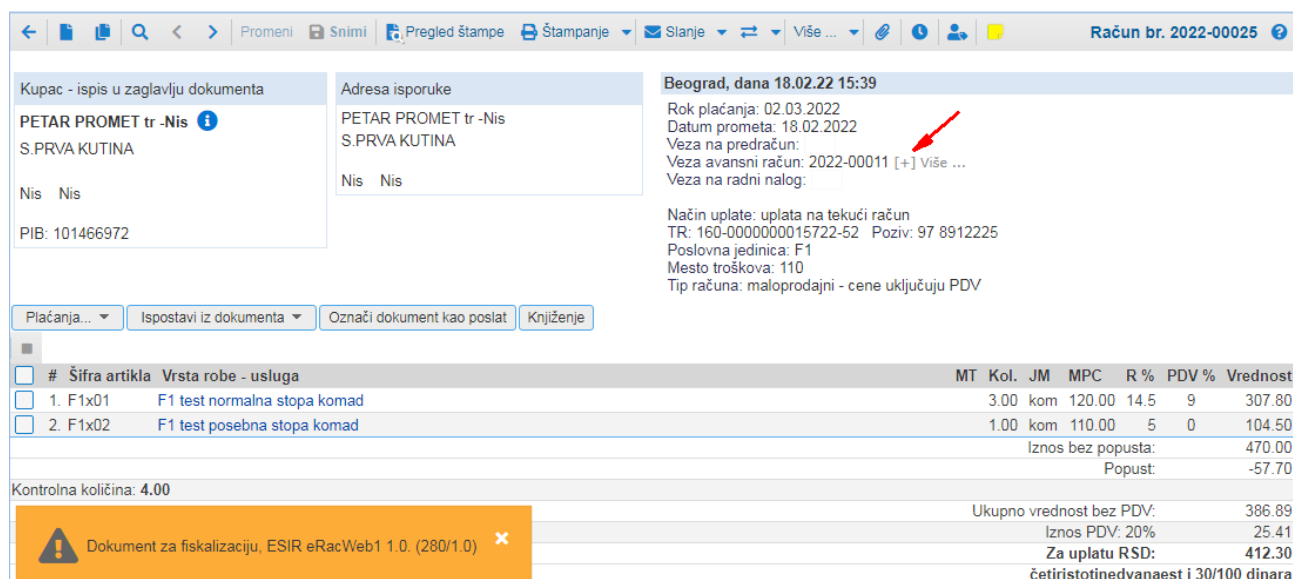 Promeni Snimi Pregled štampe Štampanje Slanje Više ... Račun br. 2022-00025
Kupac - ispis u zaglavlju dokumenta
PETAR PROMET tr -Nis
S.PRVA KUTINA
Nis Nis
PIB: 101466972
Adresa isporuke
PETAR PROMET tr -Nis
S.PRVA KUTINA
Nis Nis
Beograd, dana 18.02.22 15:39
Rok plaćanja: 02.03.2022
Datum prometa: 18.02.2022
Veza na predračun:
Veza avansni račun: 2022-00011 [+] Više ...
Veza na radni nalog:
Način uplate: uplata na tekući račun
TR: 160-0000000015722-52 Poziv: 97 8912225
Poslovna jedinica: F1
Mesto troškova: 110
Tip računa: maloprodajni - cene uključuju PDV
Plaćanja... Ispostavi iz dokumenta Označi dokument kao poslat Knjiženje
# Šifra artikla Vrsta robe - usluga MT Kol. JM MPC R % PDV % Vrednost
1. F1x01 F1 test normalna stopa komad 3.00 kom 120.00 14.5 9 307.80
2. F1x02 F1 test posebna stopa komad 1.00 kom 110.00 5 0 104.50
Iznos bez popusta: 470.00
Popust: -57.70
Kontrolna količina: 4.00
Ukupno vrednost bez PDV: 386.89
Iznos PDV: 20% 25.41
Za uplatu RSD: 412.30
četiristotinedvanaest i 30/100 dinara
Dokument za fiskalizaciju, ESIR eRacWeb1 1.0. (280/1.0)